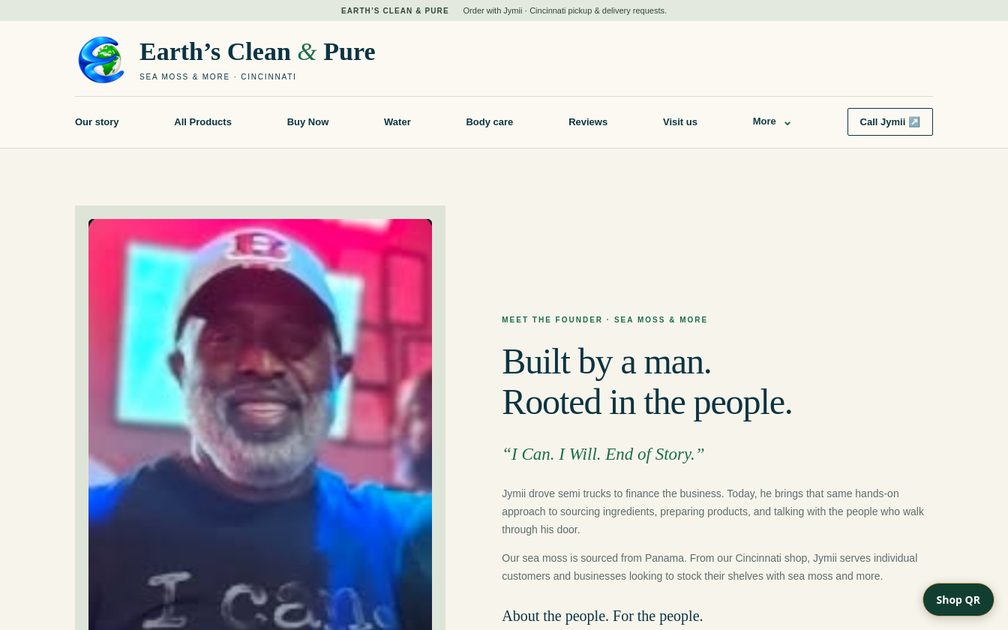 EARTH'S CLEAN & PURE Order with Jymii · Cincinnati pickup & delivery requests.
Earth’s Clean & Pure
SEA MOSS & MORE · CINCINNATI
Our story All Products Buy Now Water Body care Reviews Visit us More Call Jymii ↗
MEET THE FOUNDER · SEA MOSS & MORE
Built by a man.
Rooted in the people.
“I Can. I Will. End of Story.”
Jymii drove semi trucks to finance the business. Today, he brings that same hands-on
approach to sourcing ingredients, preparing products, and talking with the people who walk
through his door.
Our sea moss is sourced from Panama. From our Cincinnati shop, Jymii serves individual
customers and businesses looking to stock their shelves with sea moss and more.
About the people. For the people.
I can.
Shop QR